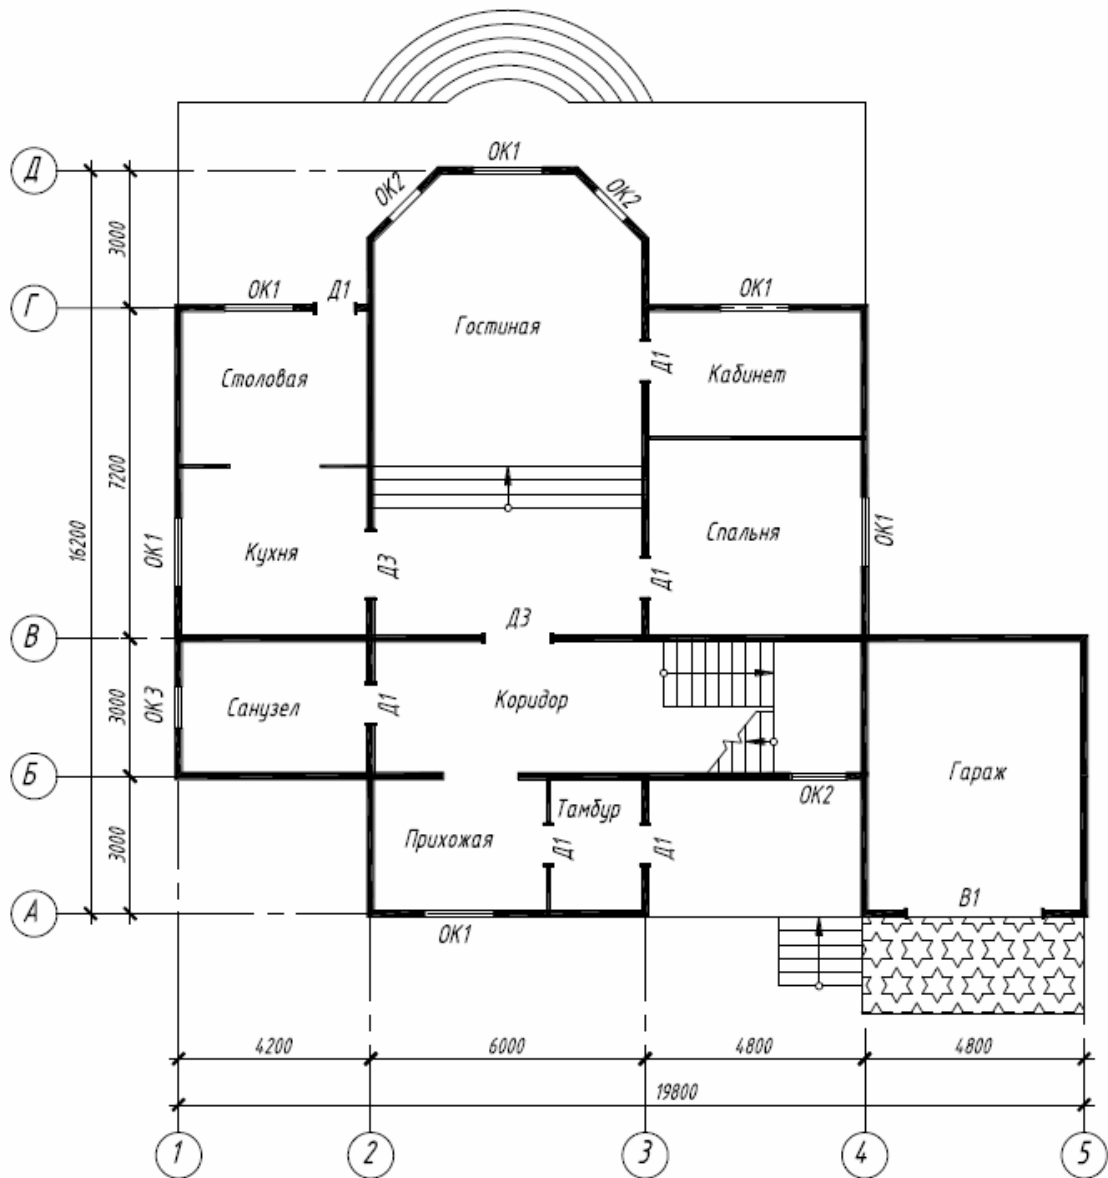 ОК1
Д
ОК2
ОК2
3000
ОК1
Д1
ОК1
Г
Гостиная
Д1
Столовая
Кабинет
7200
16200
ОК1
Кухня
Д3
Спальня
ОК1
Д1
Д3
В
3000
ОК3
Санузел
Д1
Коридор
Гараж
Б
ОК2
Тамбур
3000
Прихожая
Д1
Д1
В1
А
ОК1
4200
6000
4800
4800
19800
1
2
3
4
5